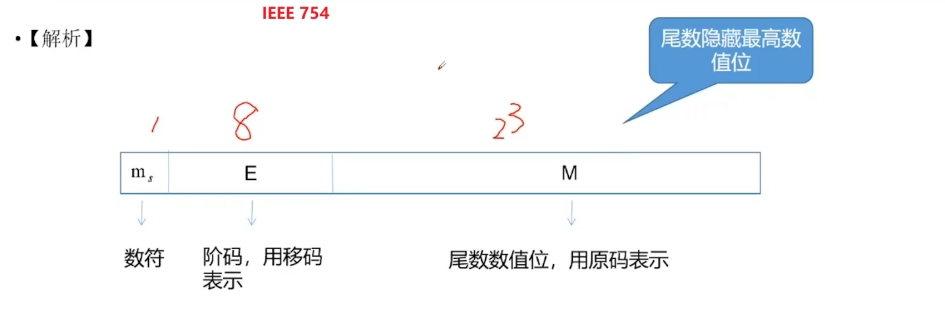 IEEE 754
•【解析】
尾数隐藏最高数
值位
1 8 23
mₛ E M
数符
阶码，用移码
表示
尾数数值位，用原码表示